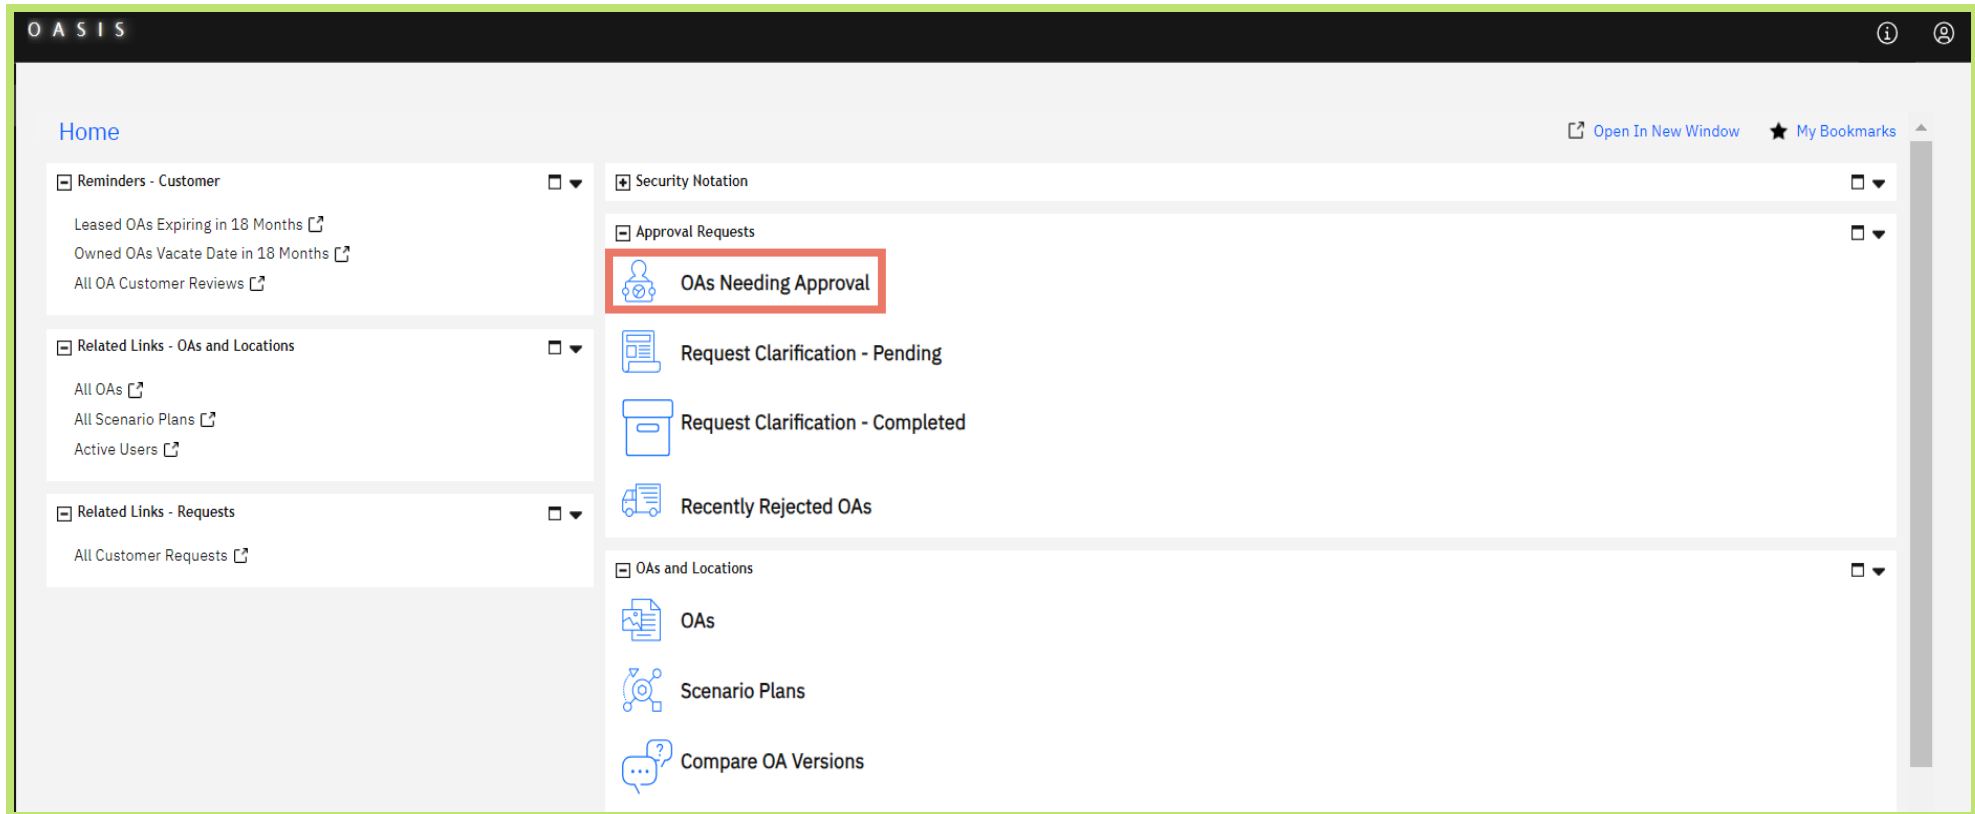 OASIS
Home
Open In New Window
My Bookmarks
Reminders - Customer
Leased OAs Expiring in 18 Months
Owned OAs Vacate Date in 18 Months
All OA Customer Reviews
Related Links - OAs and Locations
All OAs
All Scenario Plans
Active Users
Related Links - Requests
All Customer Requests
Security Notation
Approval Requests
OAs Needing Approval
Request Clarification - Pending
Request Clarification - Completed
Recently Rejected OAs
OAs and Locations
OAs
Scenario Plans
Compare OA Versions